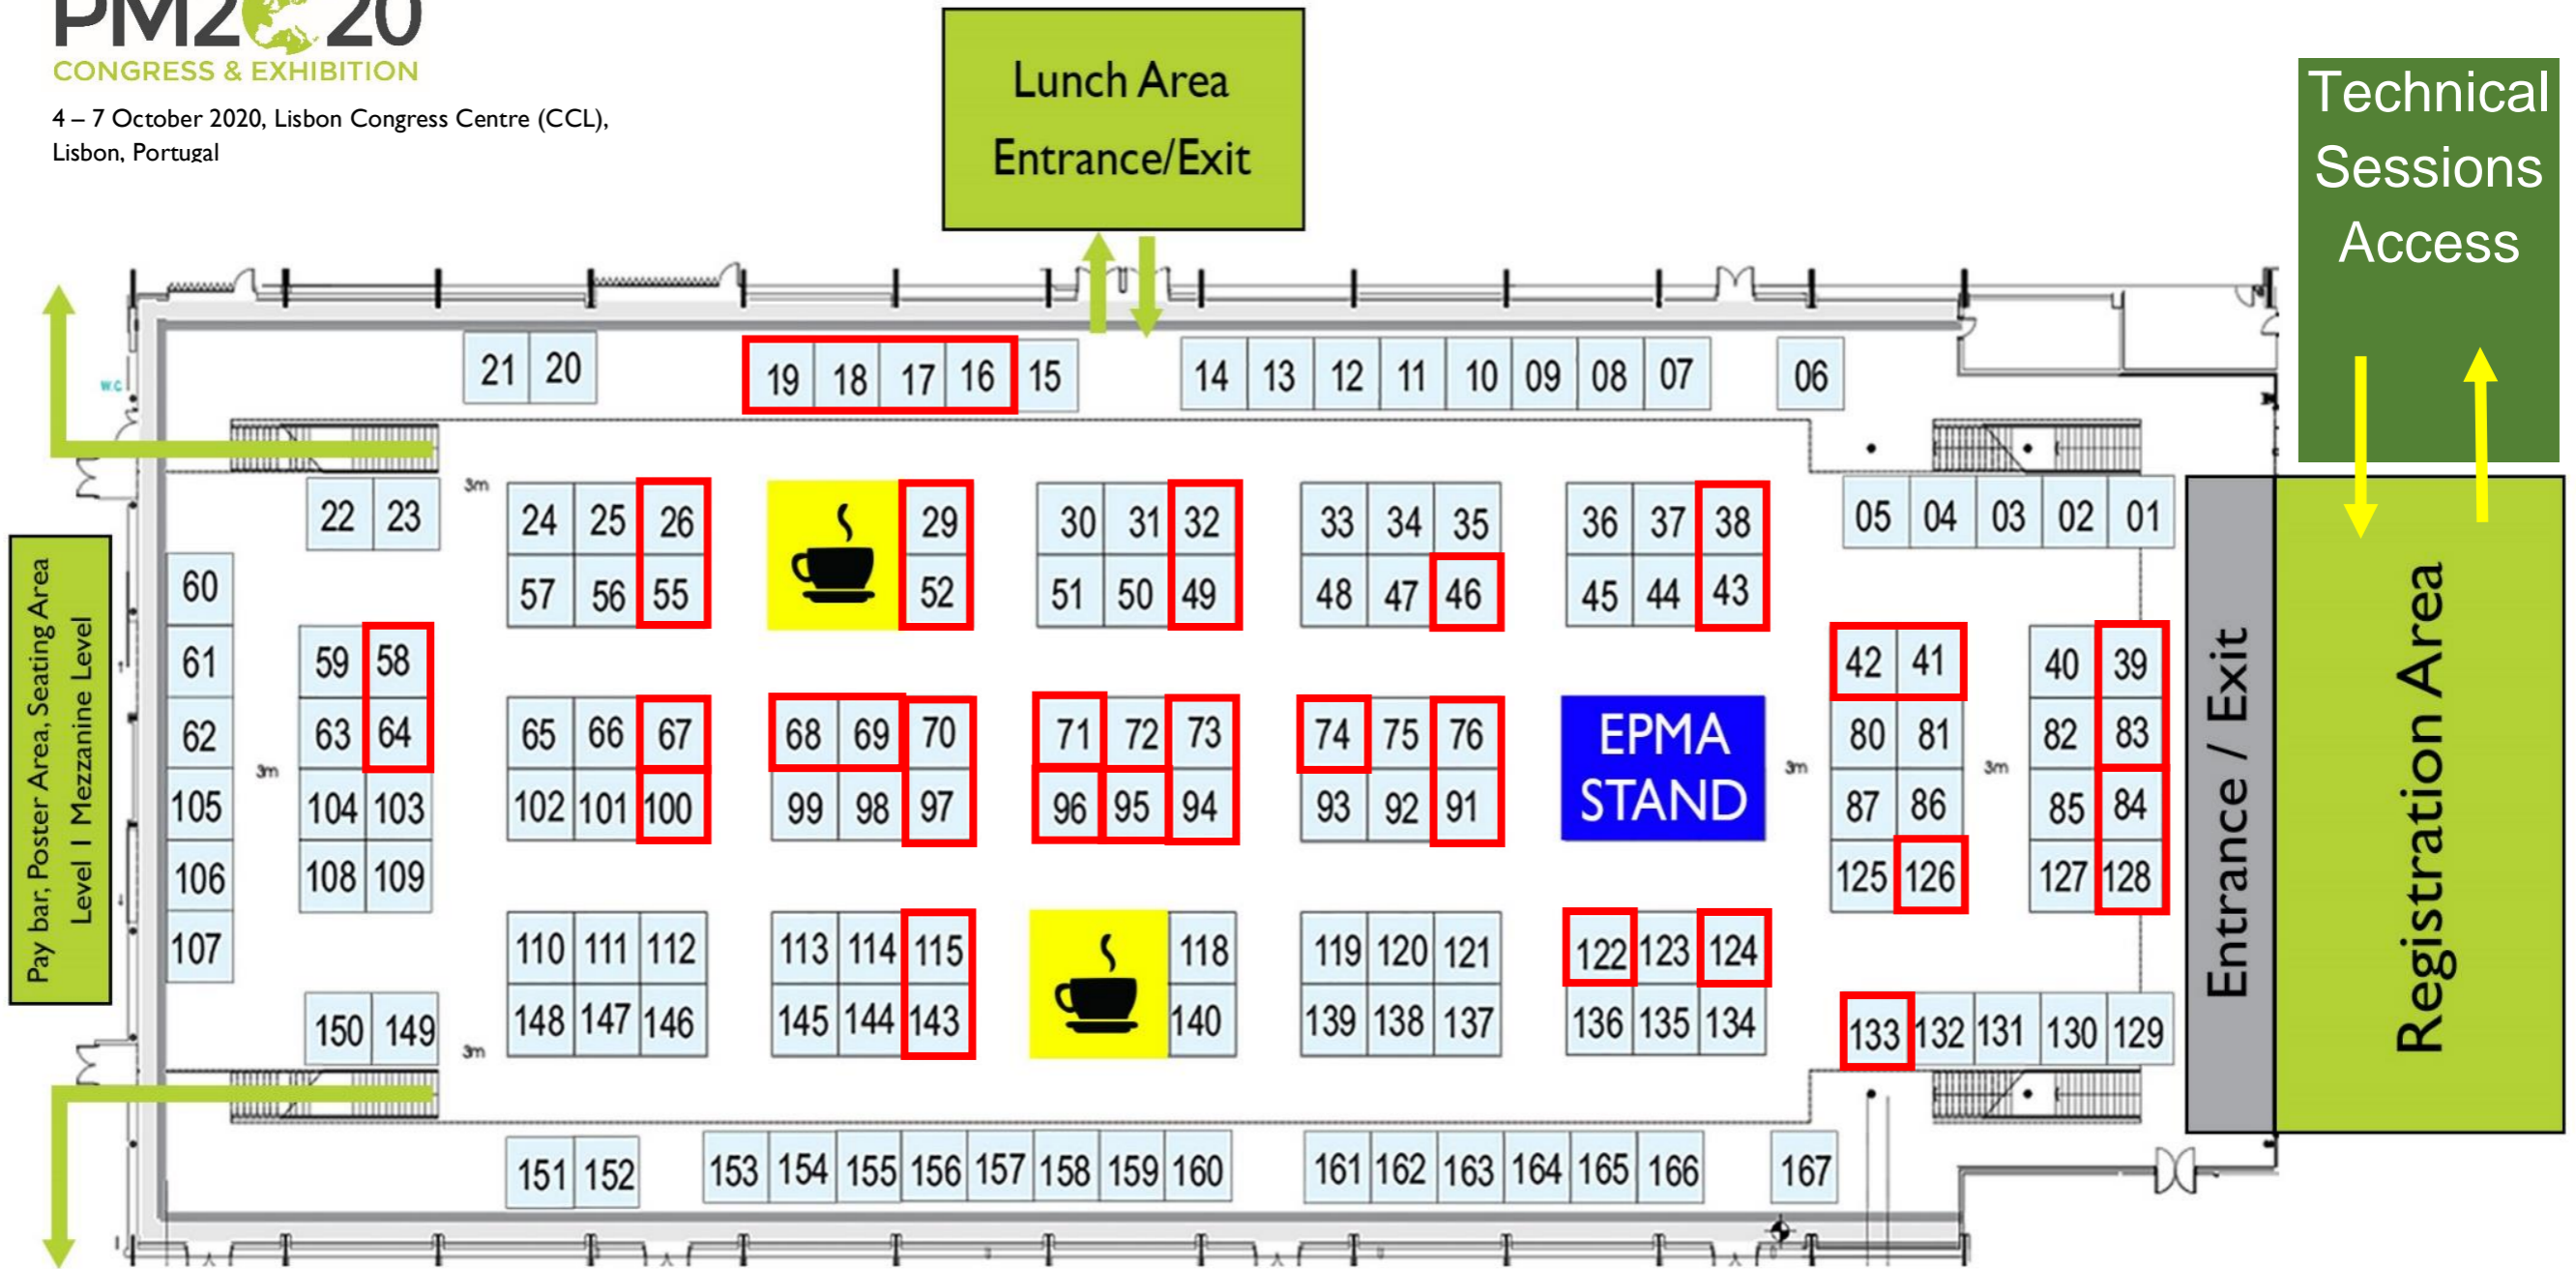 PM2020
CONGRESS & EXHIBITION
4 – 7 October 2020, Lisbon Congress Centre (CCL),
Lisbon, Portugal
Lunch Area
Entrance/Exit
Technical
Sessions
Access
W.C
21 20 19 18 17 16 15 14 13 12 11 10 09 08 07 06
3m
22 23 24 25 26 29 30 31 32 33 34 35 36 37 38 05 04 03 02 01
60 57 56 55 52 51 50 49 48 47 46 45 44 43
61 59 58 42 41 40 39
62 63 64 65 66 67 68 69 70 71 72 73 74 75 76 80 81 82 83
EPMA
STAND
3m 3m 3m
105 104 103 102 101 100 99 98 97 96 95 94 93 92 91 87 86 85 84
106 108 109 125 126 127 128
107 110 111 112 113 114 115 118 119 120 121 122 123 124
150 149 148 147 146 145 144 143 140 139 138 137 136 135 134 133 132 131 130 129
3m
151 152 153 154 155 156 157 158 159 160 161 162 163 164 165 166 167
Pay bar, Poster Area, Seating Area
Level 1 Mezzanine Level
Entrance / Exit
Registration Area